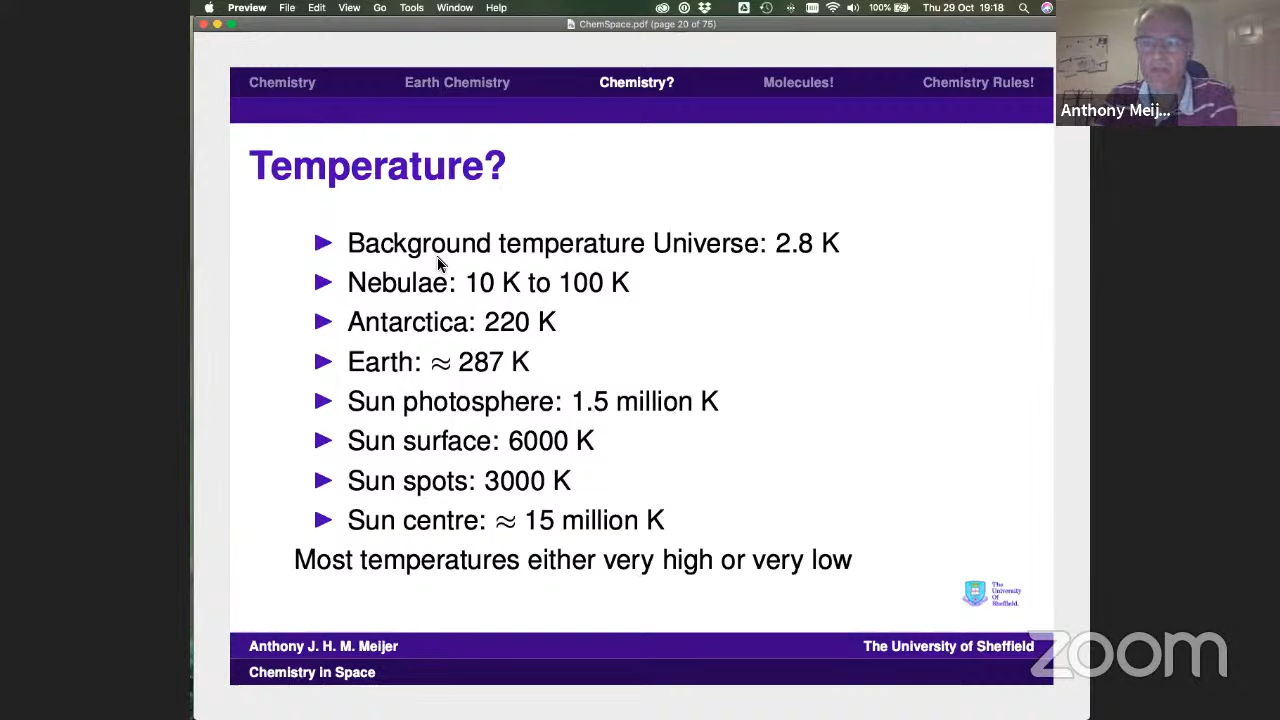 Preview File Edit View Go Tools Window Help 100% Thu 29 Oct 19:18
ChemSpace.pdf (page 20 of 75)
Chemistry Earth Chemistry Chemistry? Molecules! Chemistry Rules!
Anthony Meij...
Temperature?
Background temperature Universe: 2.8 K
Nebulae: 10 K to 100 K
Antarctica: 220 K
Earth: ≈ 287 K
Sun photosphere: 1.5 million K
Sun surface: 6000 K
Sun spots: 3000 K
Sun centre: ≈ 15 million K
Most temperatures either very high or very low
The
University
Of
Sheffield.
Anthony J. H. M. Meijer The University of Sheffield
Chemistry in Space
zoom